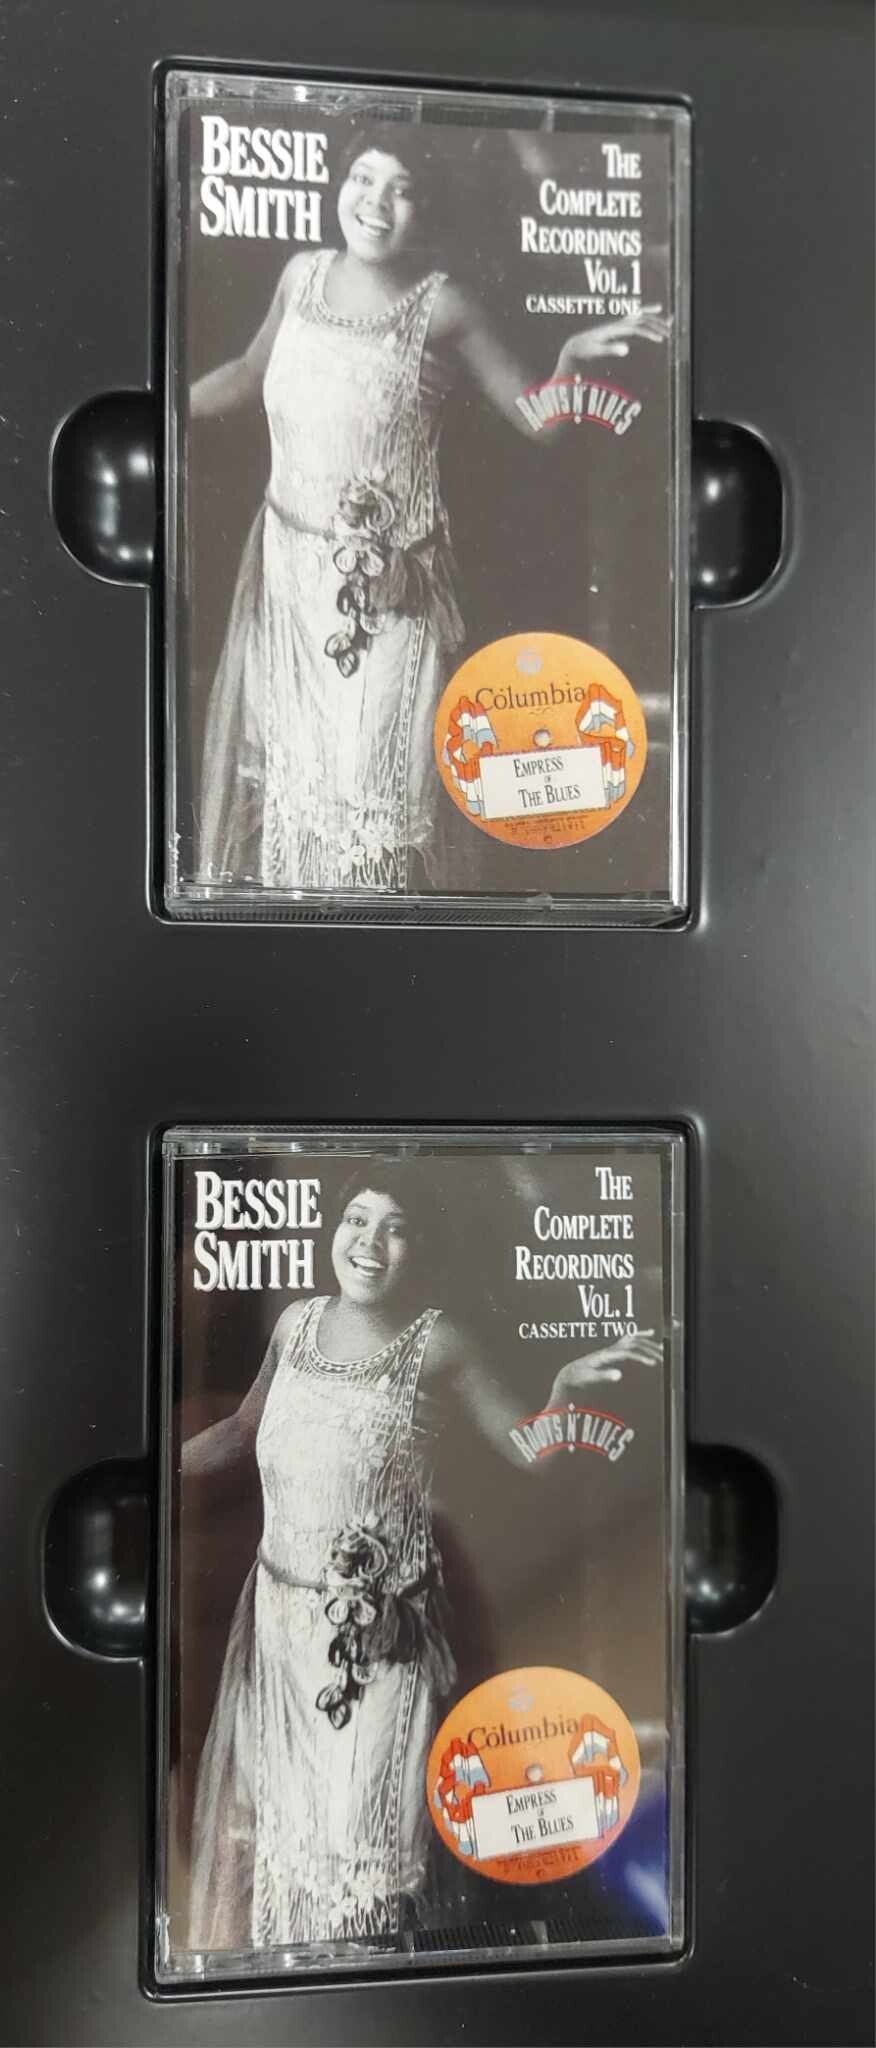 BESSIE
SMITH
THE
COMPLETE
RECORDINGS
VOL. 1
CASSETTE ONE
ROOTS N' BLUES
Columbia
EMPRESS
OF
THE BLUES
BESSIE
SMITH
THE
COMPLETE
RECORDINGS
VOL. 1
CASSETTE TWO
ROOTS N' BLUES
Columbia
EMPRESS
OF
THE BLUES